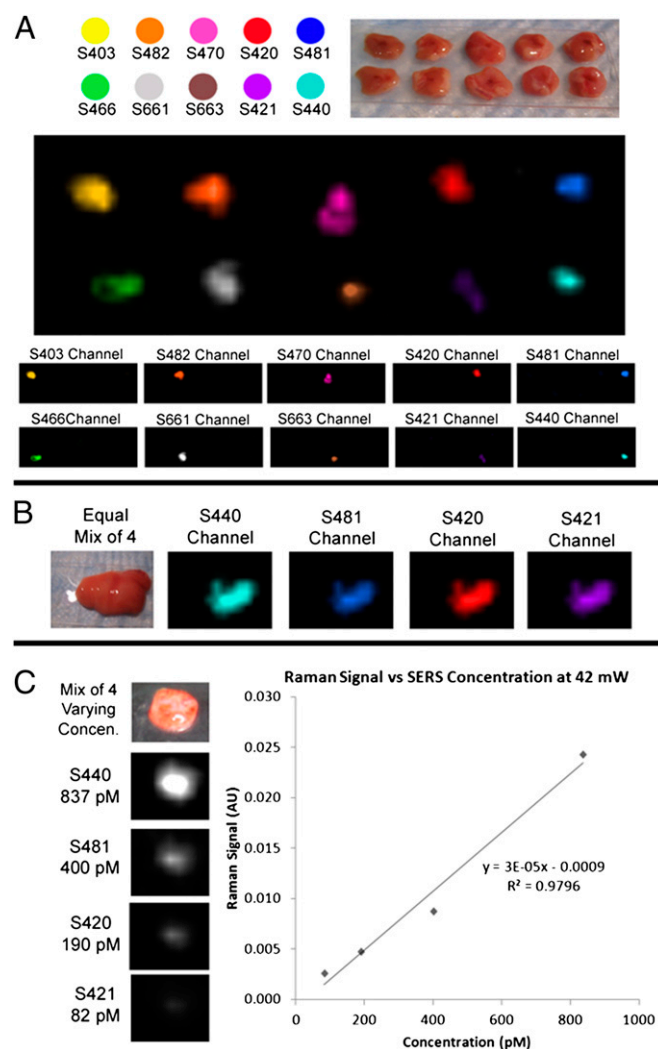 A
S403 S482 S470 S420 S481
S466 S661 S663 S421 S440
S403 Channel S482 Channel S470 Channel S420 Channel S481 Channel
S466Channel S661 Channel S663 Channel S421 Channel S440 Channel
B
Equal
Mix of 4
S440
Channel
S481
Channel
S420
Channel
S421
Channel
C
Mix of 4
Varying
Concen.
S440
837 pM
S481
400 pM
S420
190 pM
S421
82 pM
Raman Signal vs SERS Concentration at 42 mW
Raman Signal (AU)
0.030
0.025
0.020
0.015
0.010
0.005
0.000
y = 3E-05x - 0.0009
R² = 0.9796
0 200 400 600 800 1000
Concentration (pM)